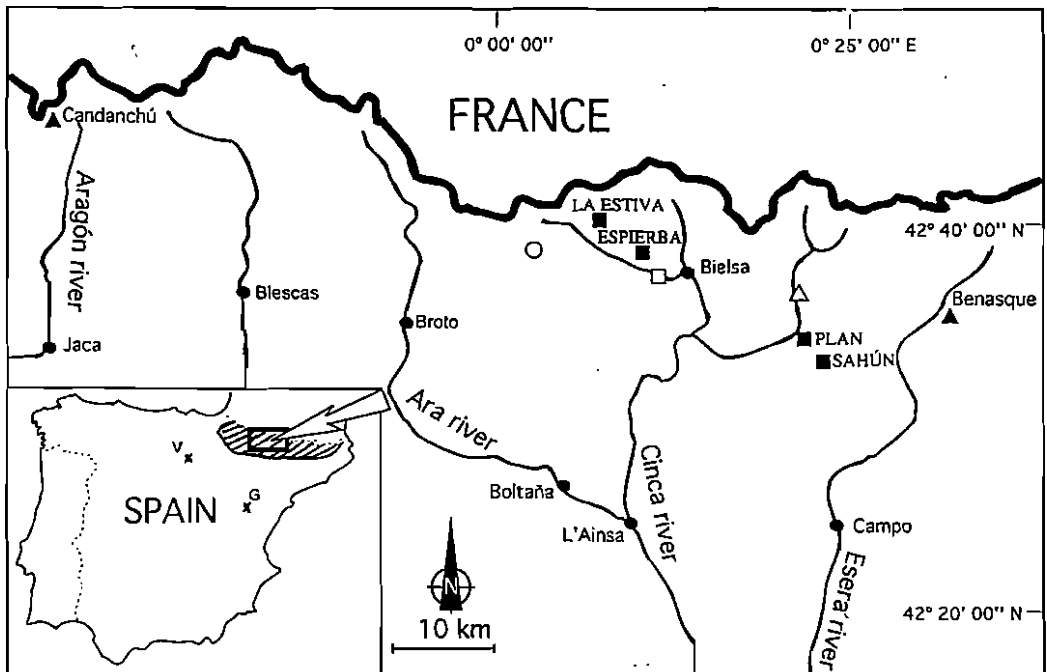 0° 00' 00"
0° 25' 00" E
FRANCE
Candanchú
Aragón river
LA ESTIVA
42° 40' 00" N
ESPIERBA
Bielsa
Blescas
Benasque
Broto
PLAN
Jaca
SAHÚN
Ara river
Cinca river
V
SPAIN
G
Boltaña
L'Ainsa
Campo
Esera river
N
10 km
42° 20' 00" N